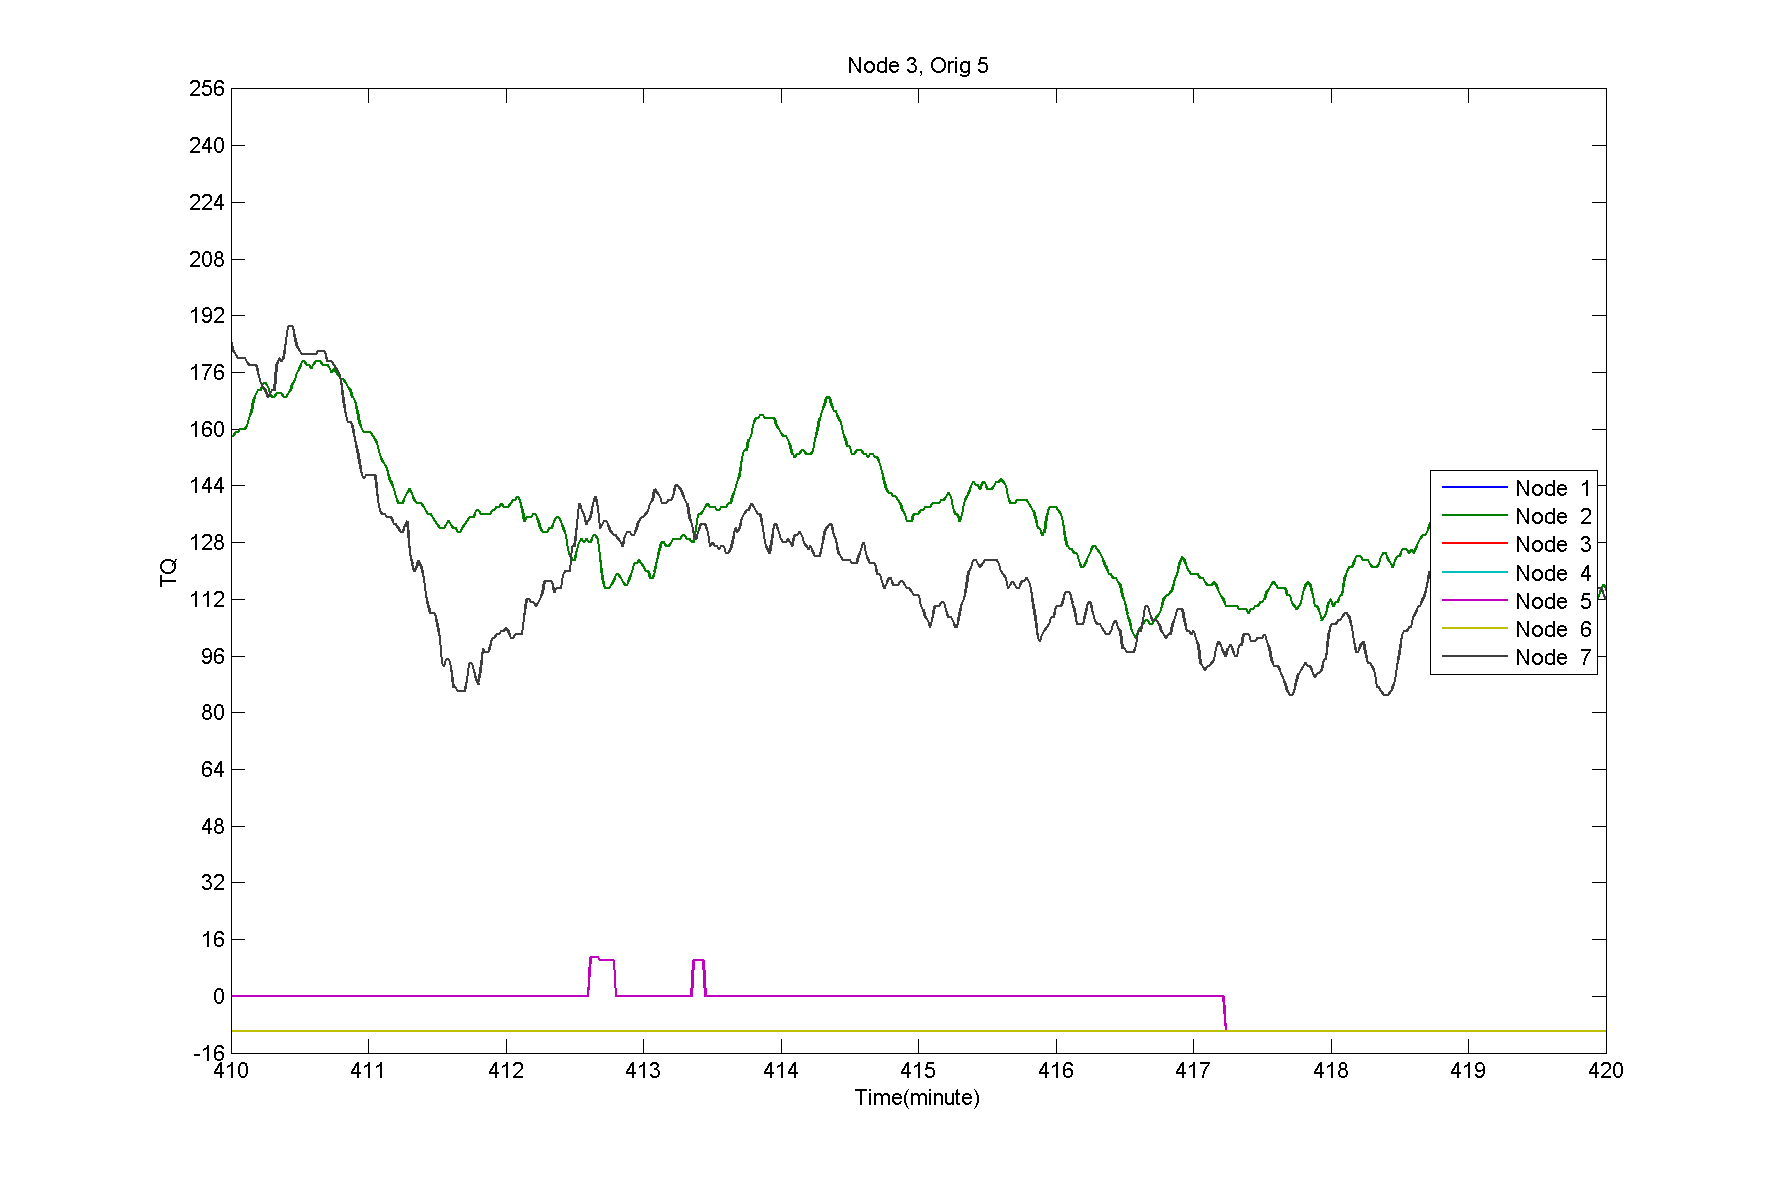 Node 3, Orig 5
256
240
224
208
192
176
160
144
128
112
96
80
64
48
32
16
0
-16
TQ
Node 1
Node 2
Node 3
Node 4
Node 5
Node 6
Node 7
410 411 412 413 414 415 416 417 418 419 420
Time(minute)